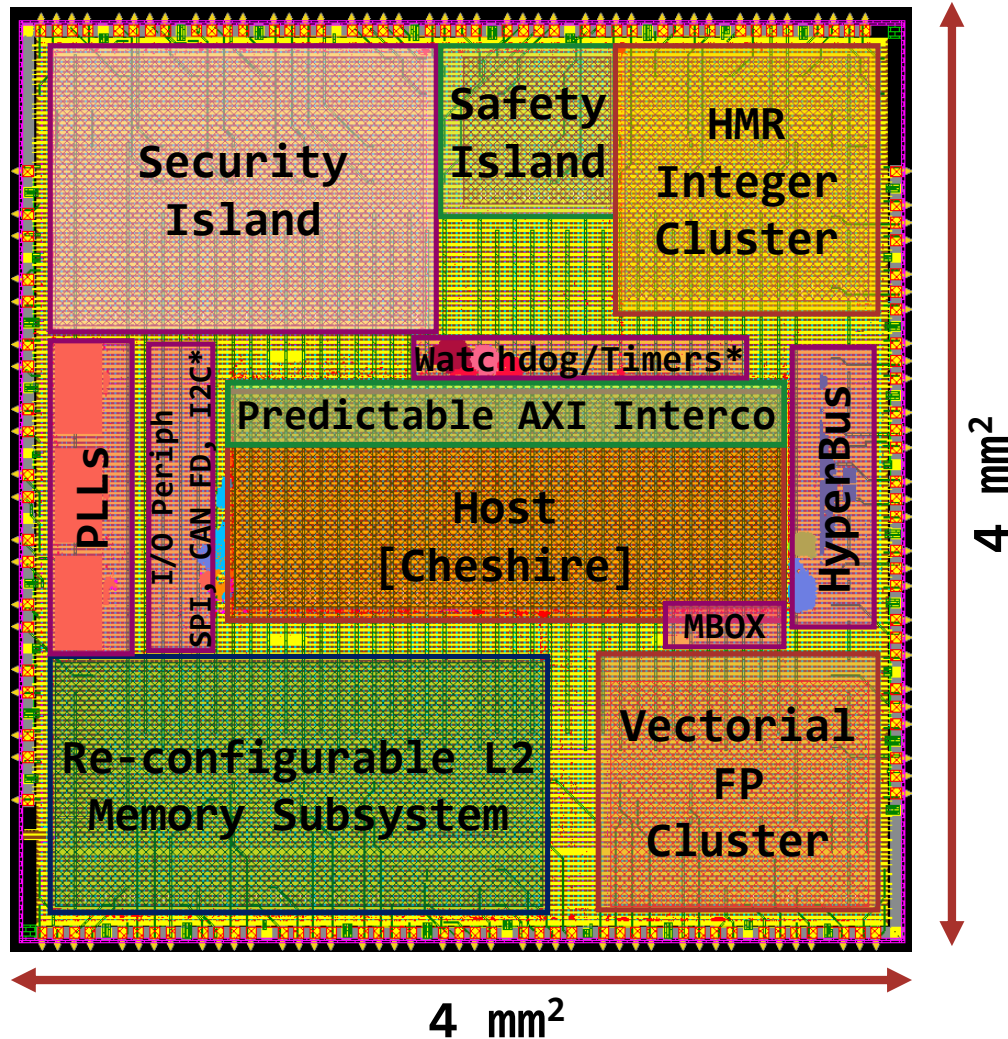 Security
Island
Safety
Island
HMR
Integer
Cluster
Watchdog/Timers*
Predictable AXI Interco
PLLs
I/O Periph
SPI, CAN FD, I2C*
Host
[Cheshire]
HyperBus
MBOX
Re-configurable L2
Memory Subsystem
Vectorial
FP
Cluster
4 mm²
4 mm²